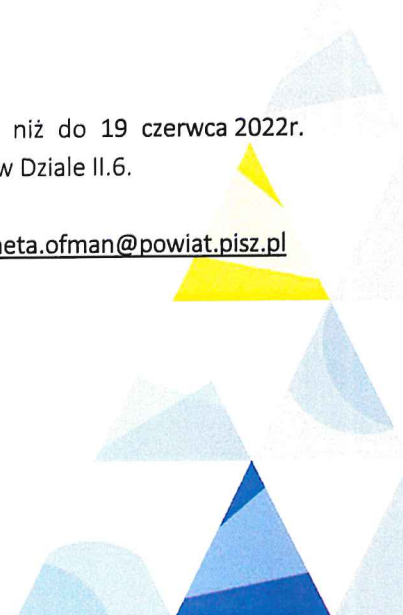 niż do 19 czerwca 2022r.
w Dziale II.6.
neta.ofman@powiat.pisz.pl